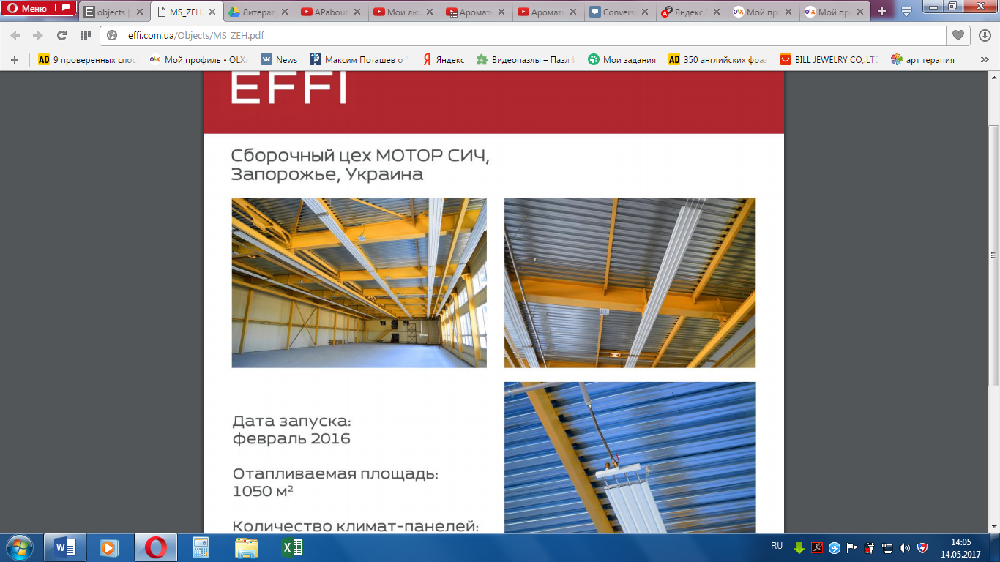 Меню
objects |
MS_ZEH.
Литерат
APabout
Мои лю
Аромат
Аромать
Convers
Яндекс.
Мой пр
Мой пр
effi.com.ua/Objects/MS_ZEH.pdf
9 проверенных спос
Мой профиль • OLX.
News
Максим Поташев о "
Яндекс
Видеопазлы – Пазл
Мои задания
350 английских фраз
BILL JEWELRY CO,.LTD
арт терапия
EFFI
Сборочный цех МОТОР СИЧ,
Запорожье, Украина
Дата запуска:
февраль 2016
Отапливаемая площадь:
1050 м²
Количество климат-панелей:
RU
14:05
14.05.2017